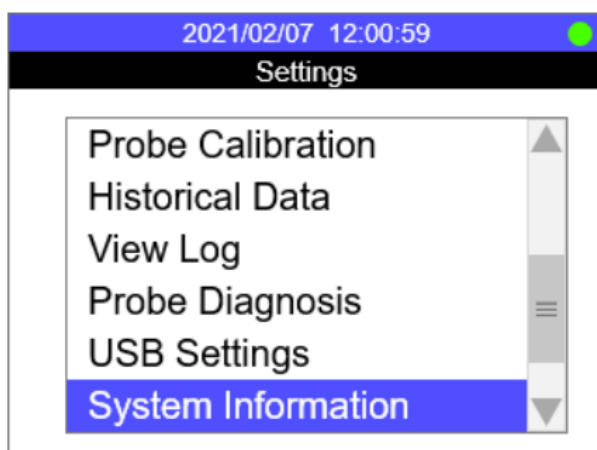 2021/02/07 12:00:59
Settings
Probe Calibration
Historical Data
View Log
Probe Diagnosis
USB Settings
System Information